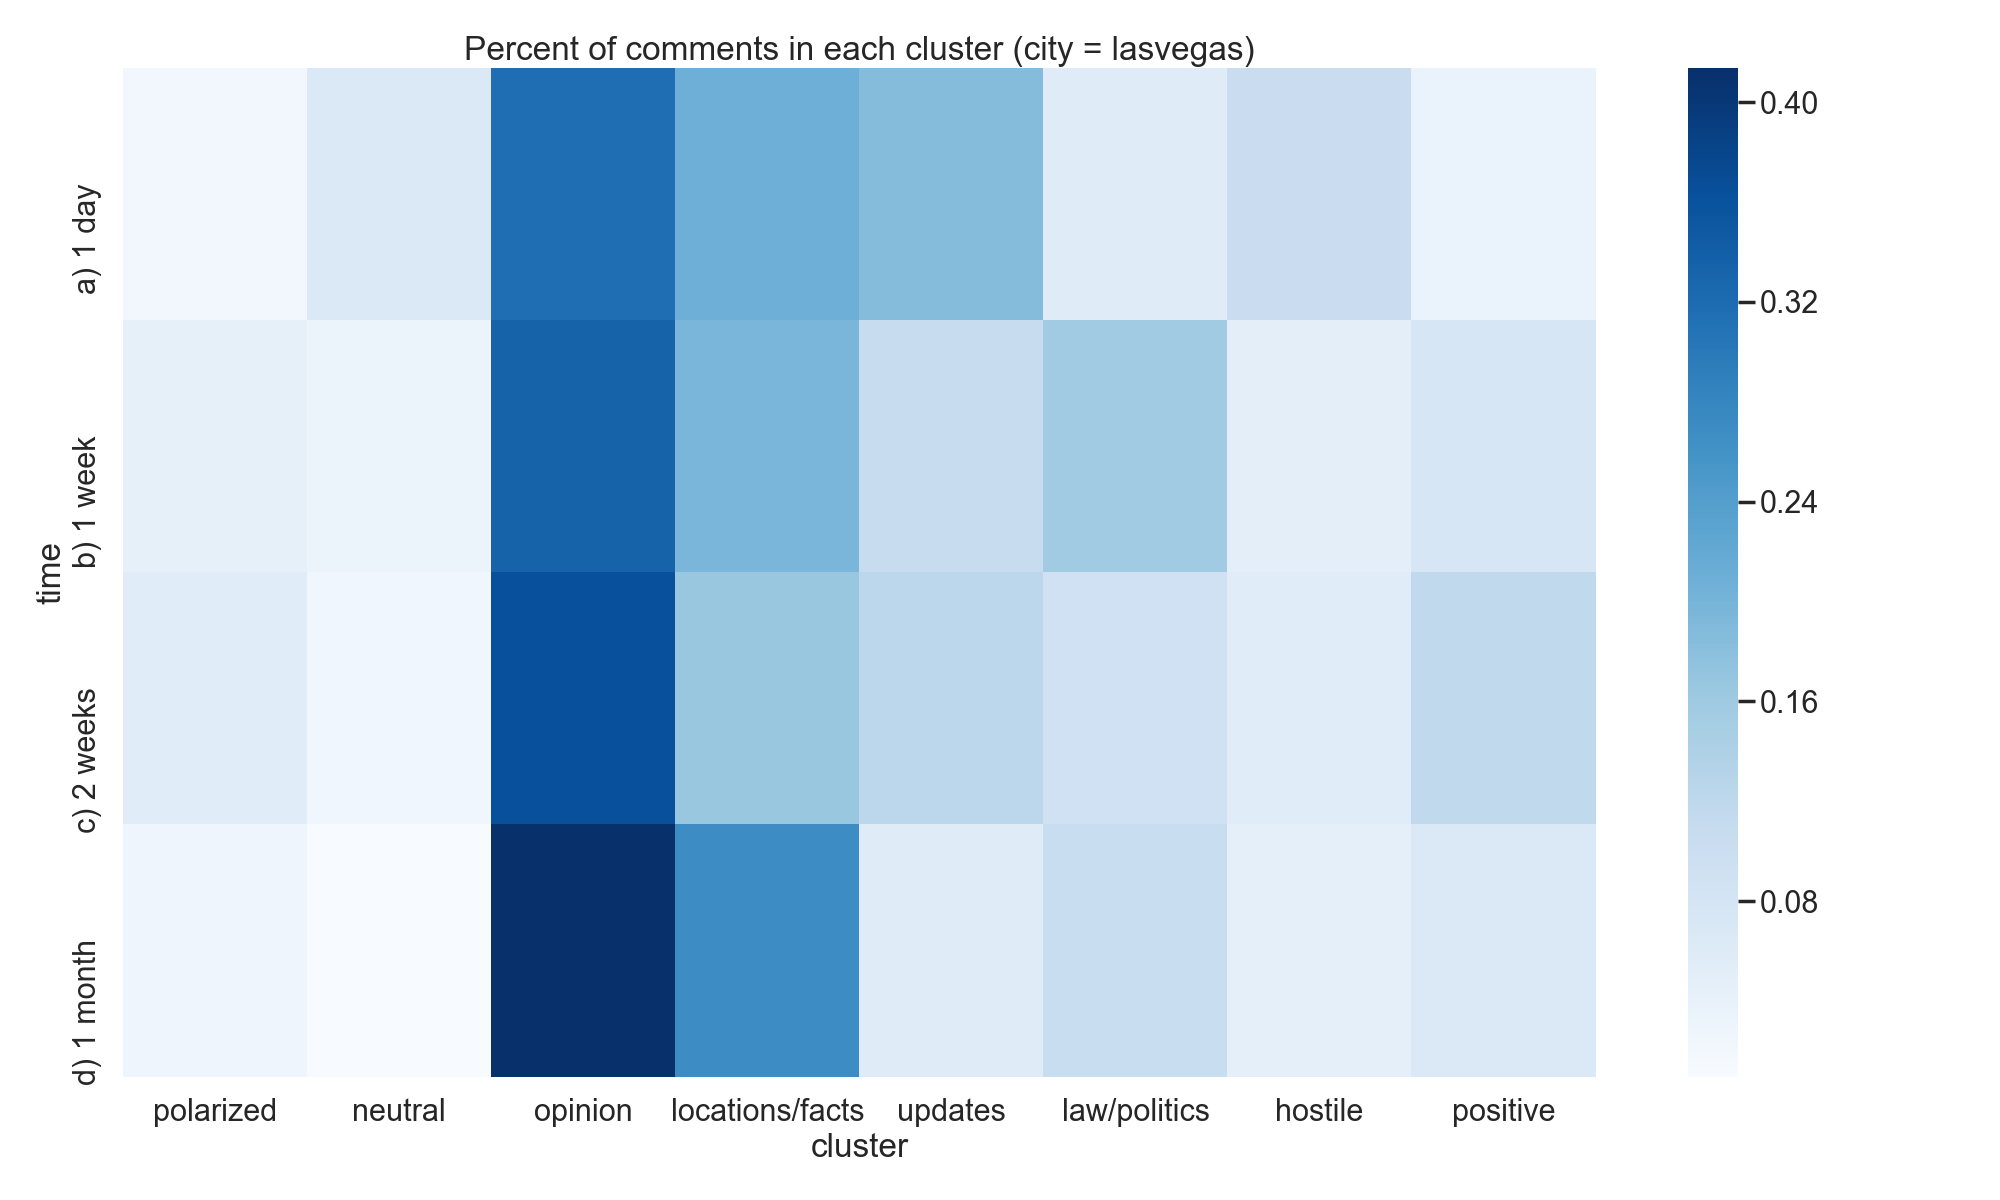 Percent of comments in each cluster (city = lasvegas)
time
a) 1 day
b) 1 week
c) 2 weeks
d) 1 month
polarized neutral opinion locations/facts updates law/politics hostile positive
cluster
0.40
0.32
0.24
0.16
0.08